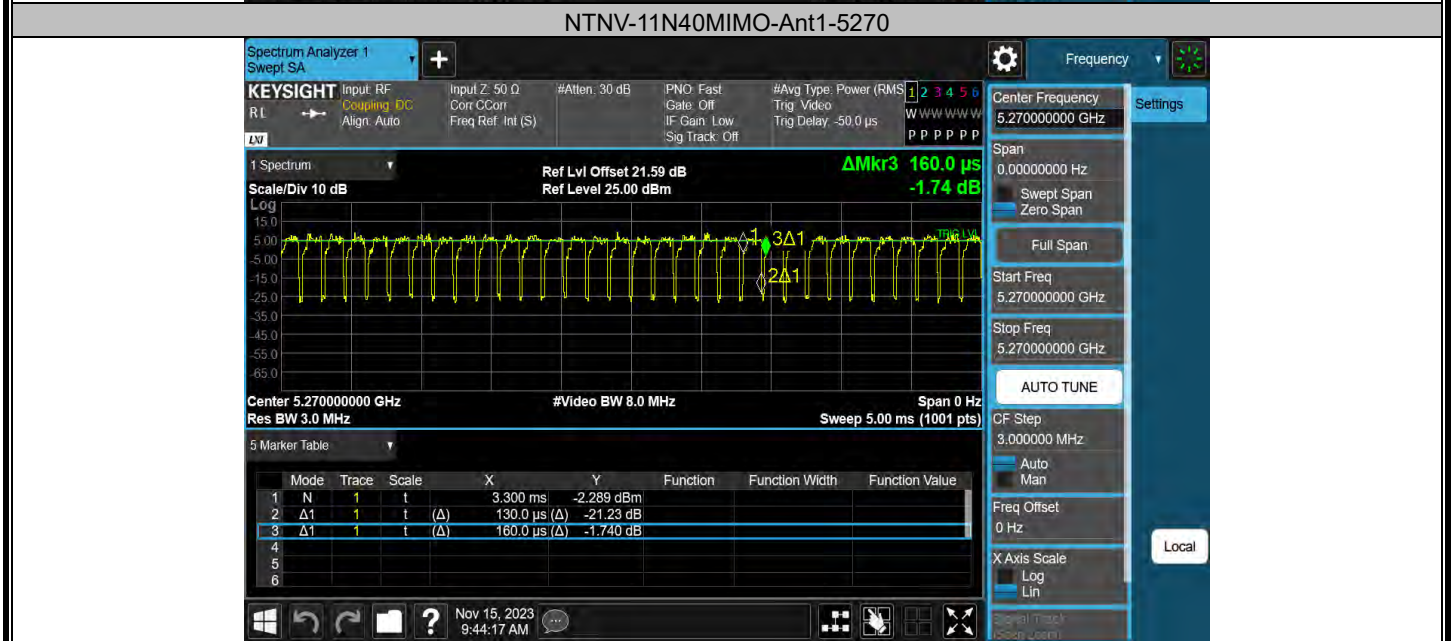 NTNV-11N40MIMO-Ant1-5270
Spectrum Analyzer 1
Swept SA
Frequency
KEYSIGHT
RL
LXI
Input: RF
Coupling: DC
Align: Auto
Input Z: 50 Ω
Corr CCorr
Freq Ref: Int (S)
#Atten: 30 dB
PNO: Fast
Gate: Off
IF Gain: Low
Sig Track: Off
#Avg Type: Power (RMS
Trig: Video
Trig Delay: -50.0 µs
1 2 3 4 5 6
W W W W W W
P P P P P P
Center Frequency
5.270000000 GHz
Settings
1 Spectrum
Scale/Div 10 dB
Ref Lvl Offset 21.59 dB
Ref Level 25.00 dBm
ΔMkr3 160.0 µs
-1.74 dB
Span
0.00000000 Hz
Swept Span
Zero Span
Full Span
Start Freq
5.270000000 GHz
Stop Freq
5.270000000 GHz
AUTO TUNE
CF Step
3.000000 MHz
Auto
Man
Freq Offset
0 Hz
X Axis Scale
Log
Lin
Local
Log
15.0
5.00
-5.00
-15.0
-25.0
-35.0
-45.0
-55.0
-65.0
1
3Δ1
2Δ1
TRIG LVL
Center 5.270000000 GHz
Res BW 3.0 MHz
#Video BW 8.0 MHz
Span 0 Hz
Sweep 5.00 ms (1001 pts)
5 Marker Table
Mode Trace Scale X Y Function Function Width Function Value
1 N 1 t 3.300 ms -2.289 dBm
2 Δ1 1 t (Δ) 130.0 µs (Δ) -21.23 dB
3 Δ1 1 t (Δ) 160.0 µs (Δ) -1.740 dB
4
5
6
?
Nov 15, 2023
9:44:17 AM